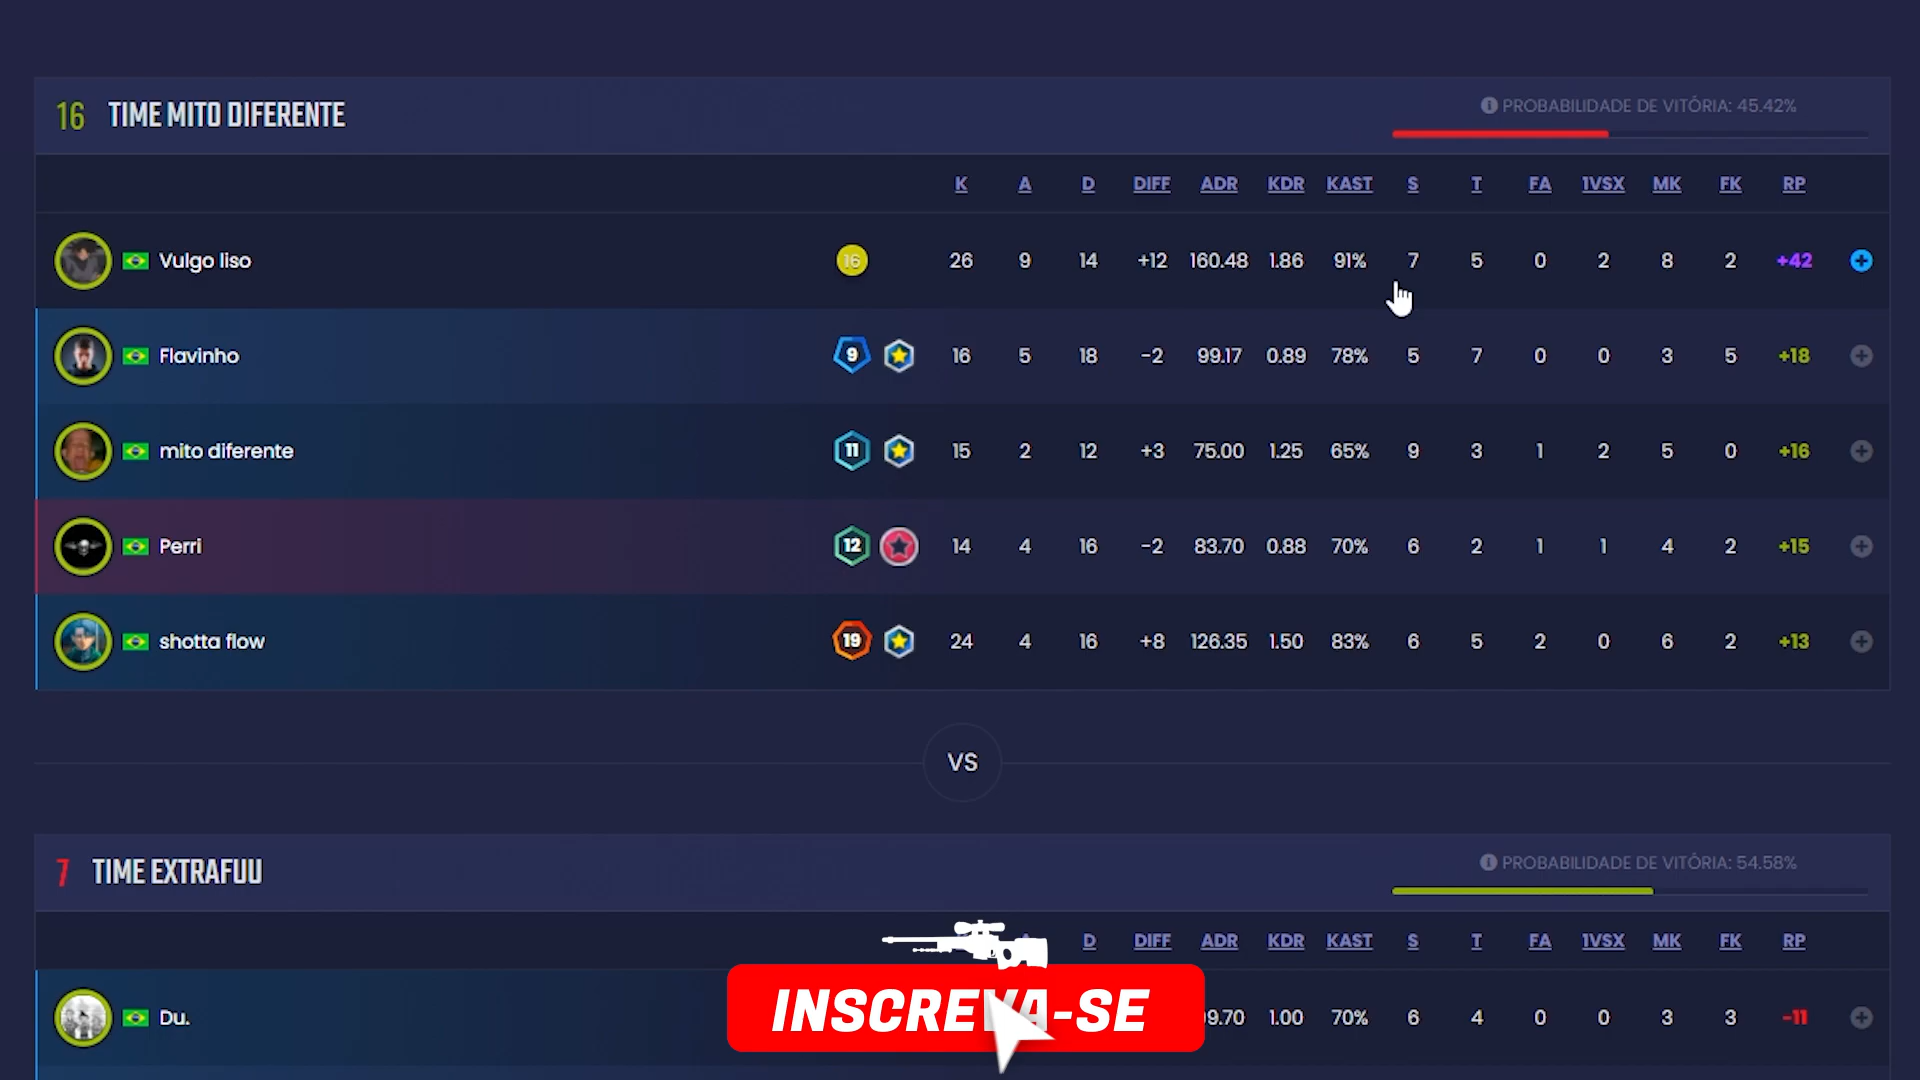 16 TIME MITO DIFERENTE PROBABILIDADE DE VITÓRIA: 45.42%
K A D DIFF ADR KDR KAST S T FA 1VSX MK FK RP
Vulgo liso 16 26 9 14 +12 160.48 1.86 91% 7 5 0 2 8 2 +42
Flavinho 9 16 5 18 -2 99.17 0.89 78% 5 7 0 0 3 5 +18
mito diferente 11 15 2 12 +3 75.00 1.25 65% 9 3 1 2 5 0 +16
Perri 12 14 4 16 -2 83.70 0.88 70% 6 2 1 1 4 2 +15
shotta flow 19 24 4 16 +8 126.35 1.50 83% 6 5 2 0 6 2 +13
VS
7 TIME EXTRAFUU PROBABILIDADE DE VITÓRIA: 54.58%
D DIFF ADR KDR KAST S T FA 1VSX MK FK RP
Du. 9.70 1.00 70% 6 4 0 0 3 3 -11
INSCREVA-SE